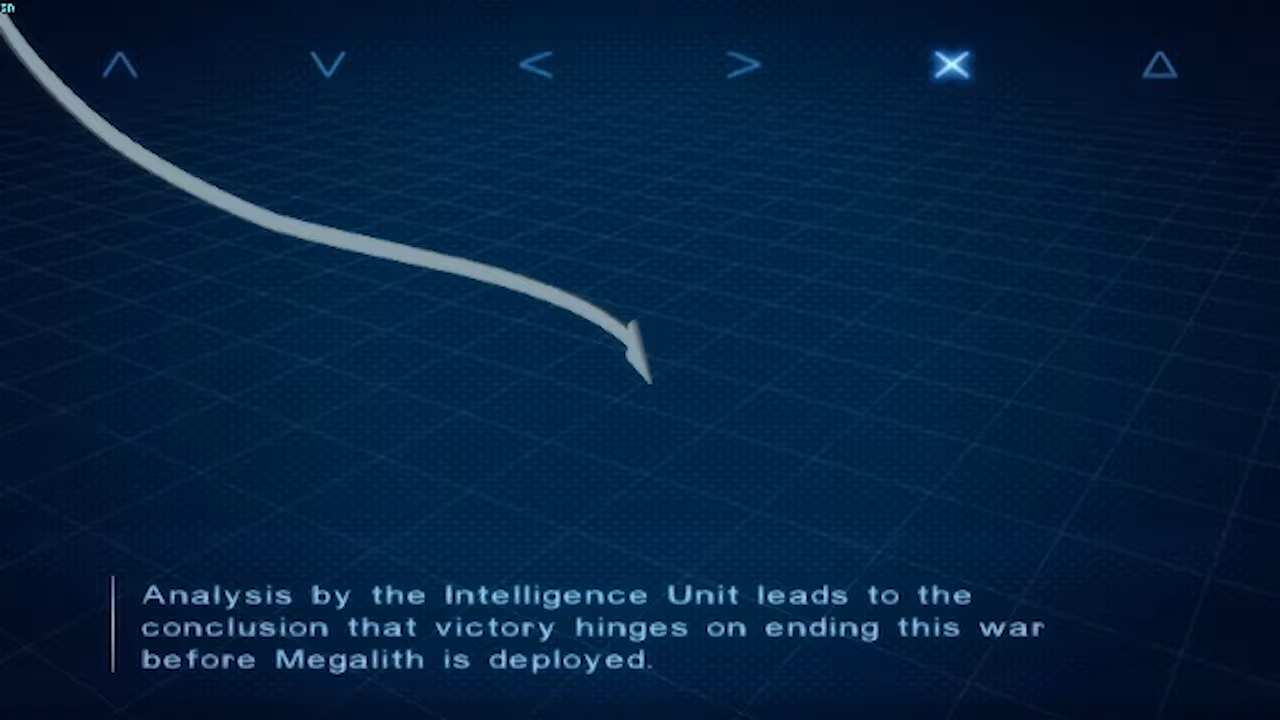 Analysis by the Intelligence Unit leads to the
conclusion that victory hinges on ending this war
before Megalith is deployed.